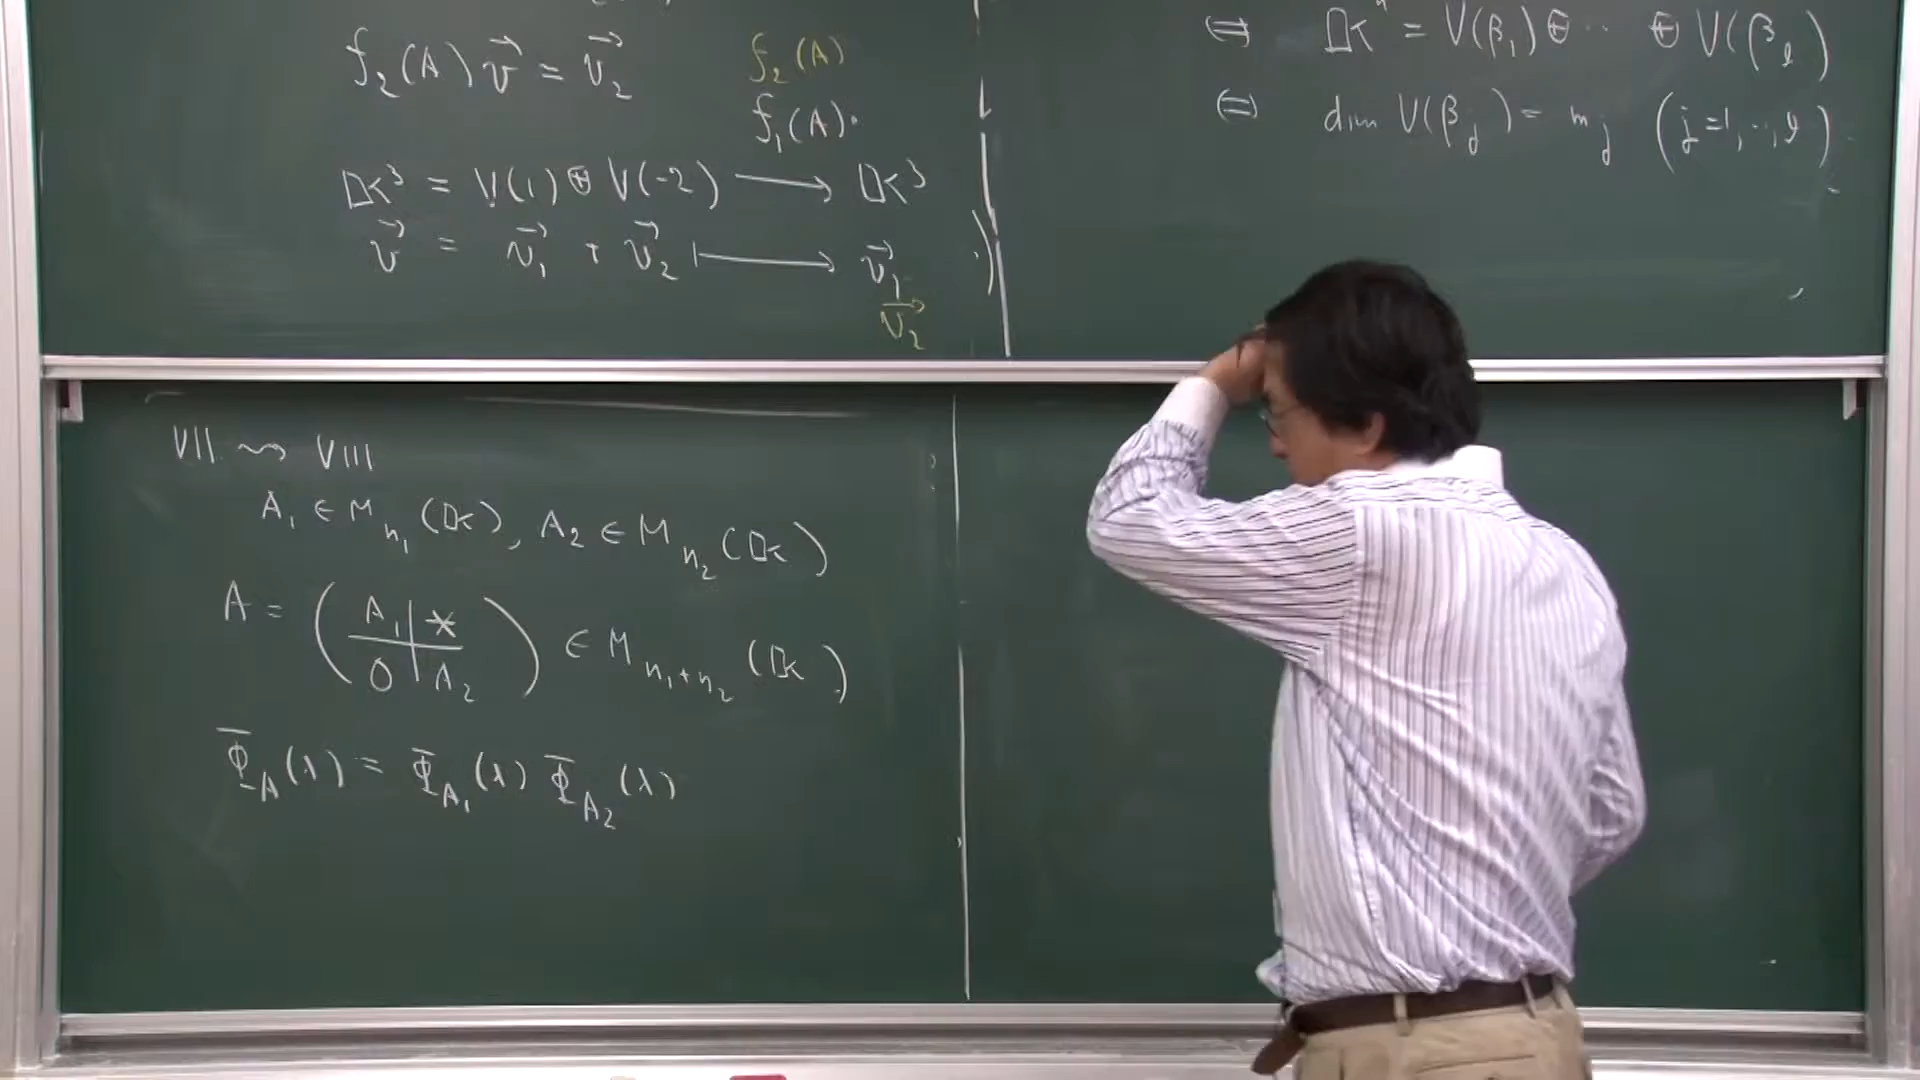 f₂(A) v⃗ = v⃗₂
f₂(A)
f₁(A)
𝕂³ = V(1) ⊕ V(-2) ⟶ 𝕂³
v⃗ = v⃗₁ + v⃗₂ ⟼ v⃗₁ )
v⃗₂
⇔ 𝕂ⁿ = V(β₁) ⊕ ⋯ ⊕ V(β_ℓ)
⇔ dim V(β_j) = m_j (j=1, …, ℓ)
VII ⇝ VIII
A₁ ∈ M_{n₁}(𝕂), A₂ ∈ M_{n₂}(𝕂)
A = ( A₁ | *
0 | A₂ ) ∈ M_{n₁+n₂}(𝕂)
Φ_A(λ) = Φ_{A₁}(λ) Φ_{A₂}(λ)